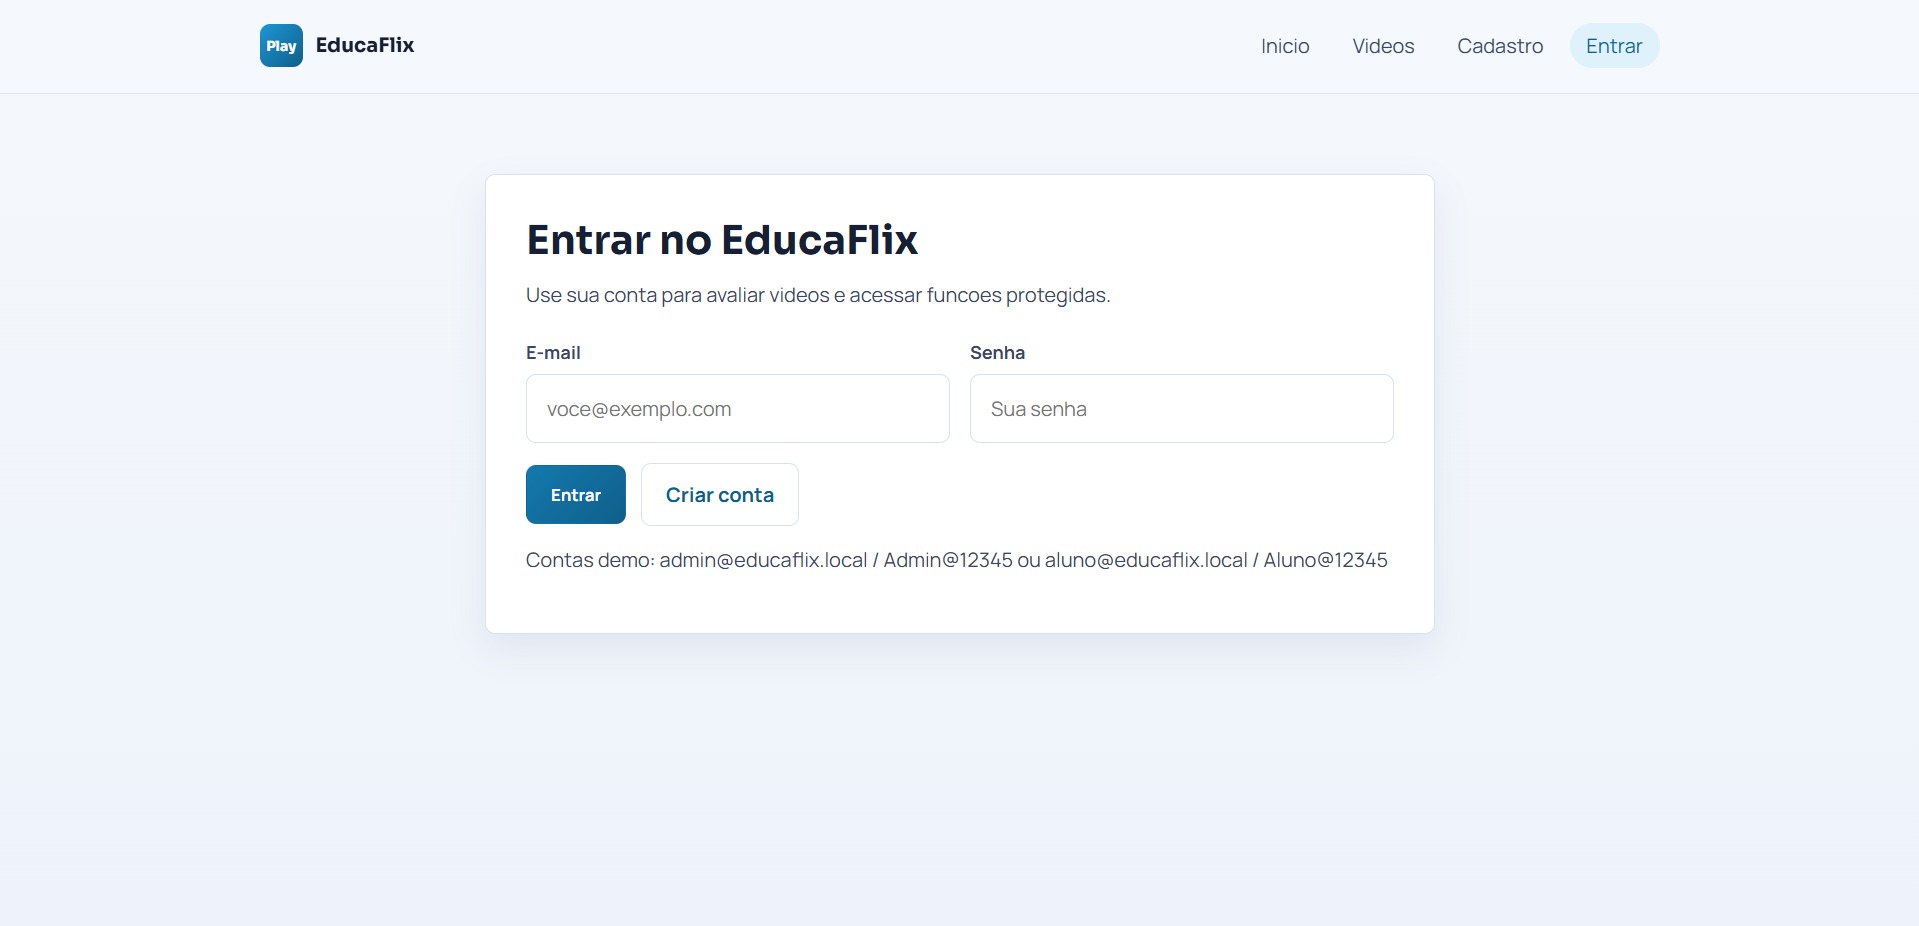 Play EducaFlix Inicio Videos Cadastro Entrar
Entrar no EducaFlix
Use sua conta para avaliar videos e acessar funcoes protegidas.
E-mail Senha
voce@exemplo.com Sua senha
Entrar Criar conta
Contas demo: admin@educaflix.local / Admin@12345 ou aluno@educaflix.local / Aluno@12345